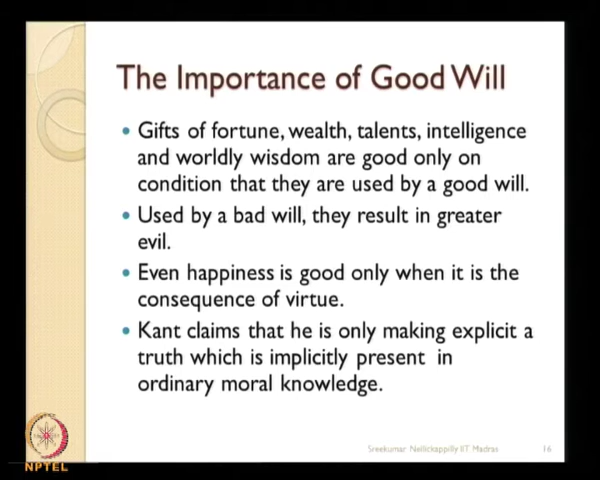 The Importance of Good Will
• Gifts of fortune, wealth, talents, intelligence
and worldly wisdom are good only on
condition that they are used by a good will.
• Used by a bad will, they result in greater
evil.
• Even happiness is good only when it is the
consequence of virtue.
• Kant claims that he is only making explicit a
truth which is implicitly present in
ordinary moral knowledge.
Sreekumar Nellickappilly IIT Madras 16
NPTEL